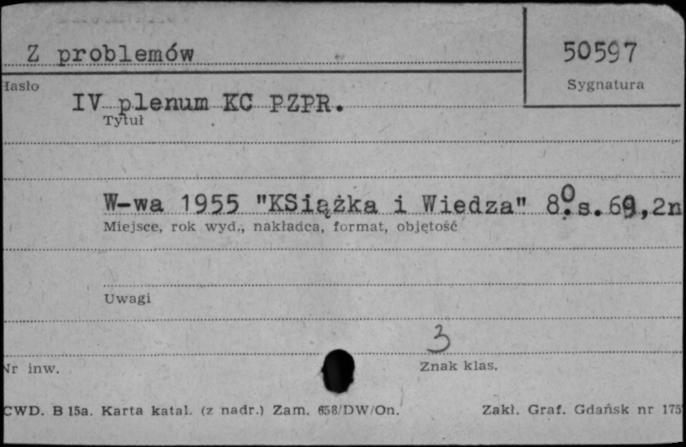 Z problemów
50597
Hasło
Sygnatura
IV plenum KC PZPR.
Tytuł
W-wa 1955 "KSiążka i Wiedza" 8⁰.s.69,2n
Miejsce, rok wyd., nakładca, format, objętość
Uwagi
3
Nr inw.
Znak klas.
CWD. B 15a. Karta katal. (z nadr.) Zam. 658/DW/On.
Zakł. Graf. Gdańsk nr 175